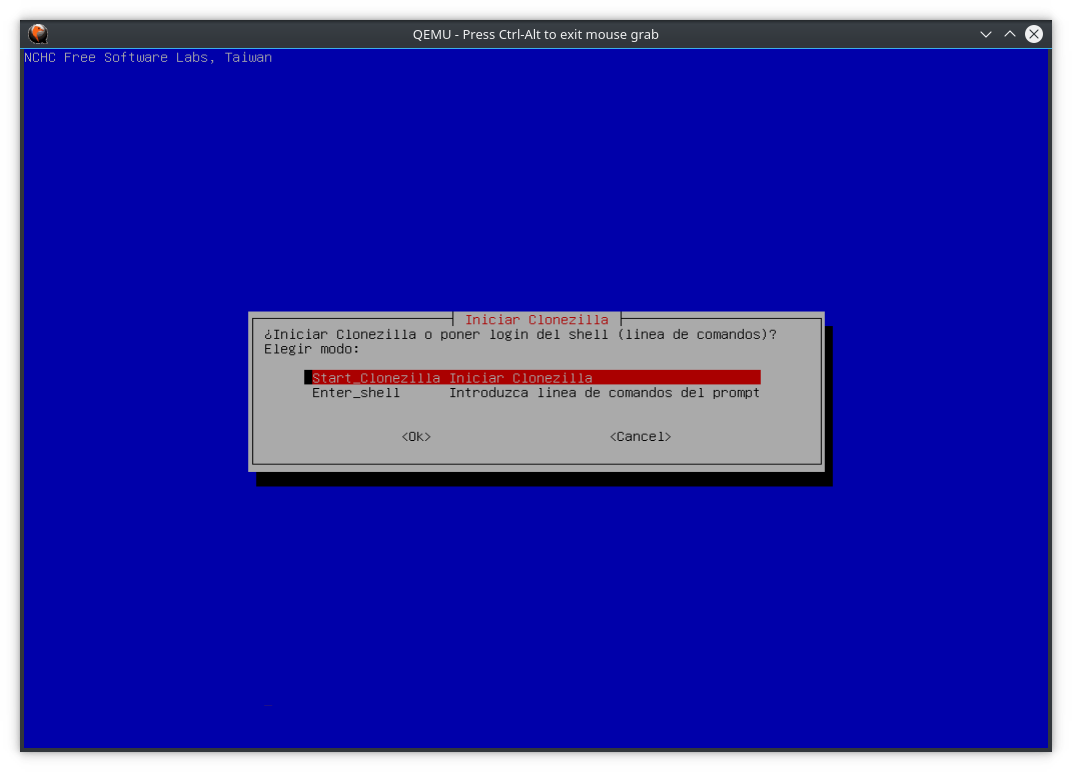 QEMU - Press Ctrl-Alt to exit mouse grab
NCHC Free Software Labs, Taiwan
Iniciar Clonezilla
¿Iniciar Clonezilla o poner login del shell (linea de comandos)?
Elegir modo:
Start_Clonezilla Iniciar Clonezilla
Enter_shell Introduzca linea de comandos del prompt
<Ok> <Cancel>